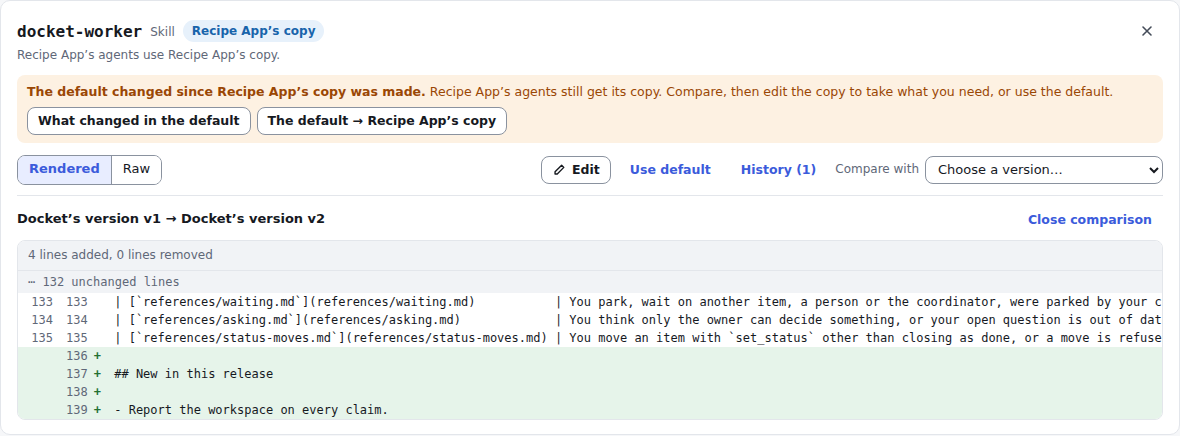 docket-worker Skill Recipe App’s copy
Recipe App’s agents use Recipe App’s copy.
The default changed since Recipe App’s copy was made. Recipe App’s agents still get its copy. Compare, then edit the copy to take what you need, or use the default.
What changed in the default The default → Recipe App’s copy
Rendered Raw Edit Use default History (1) Compare with Choose a version...
Docket’s version v1 → Docket’s version v2 Close comparison
4 lines added, 0 lines removed
⋯ 132 unchanged lines
133 133 | [`references/waiting.md`](references/waiting.md) | You park, wait on another item, a person or the coordinator, were parked by your c
134 134 | [`references/asking.md`](references/asking.md) | You think only the owner can decide something, or your open question is out of dat
135 135 | [`references/status-moves.md`](references/status-moves.md) | You move an item with `set_status` other than closing as done, or a move is refuse
136 +
137 + ## New in this release
138 +
139 + - Report the workspace on every claim.